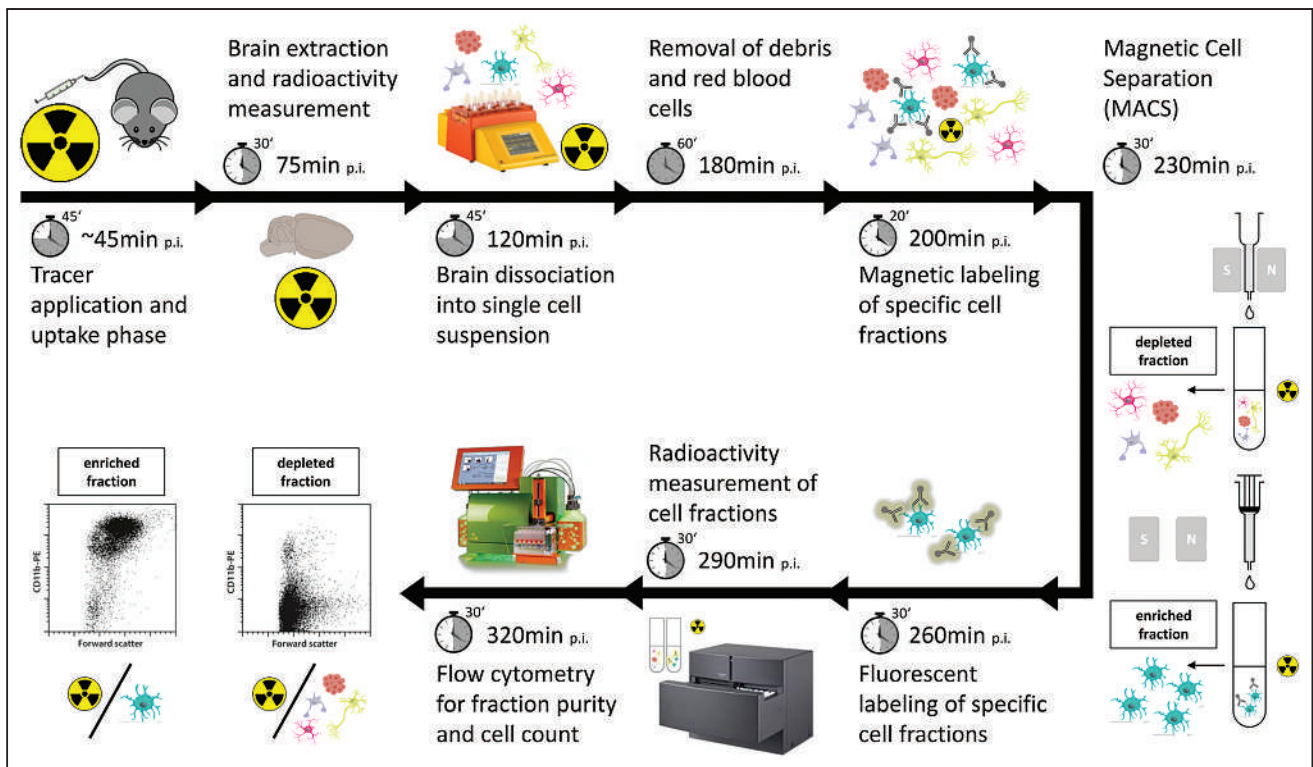 Brain extraction
and radioactivity
measurement
30'
75min p.i.
Removal of debris
and red blood
cells
60'
180min p.i.
Magnetic Cell
Separation
(MACS)
30'
230min p.i.
45'
~45min p.i.
Tracer
application and
uptake phase
45'
120min p.i.
Brain dissociation
into single cell
suspension
20'
200min p.i.
Magnetic labeling
of specific cell
fractions
S
N
depleted
fraction
S
N
enriched
fraction
Radioactivity
measurement of
cell fractions
30'
290min p.i.
30'
260min p.i.
Fluorescent
labeling of specific
cell fractions
30'
320min p.i.
Flow cytometry
for fraction purity
and cell count
enriched
fraction
CD11b-PE
Forward scatter
depleted
fraction
CD11b-PE
Forward scatter